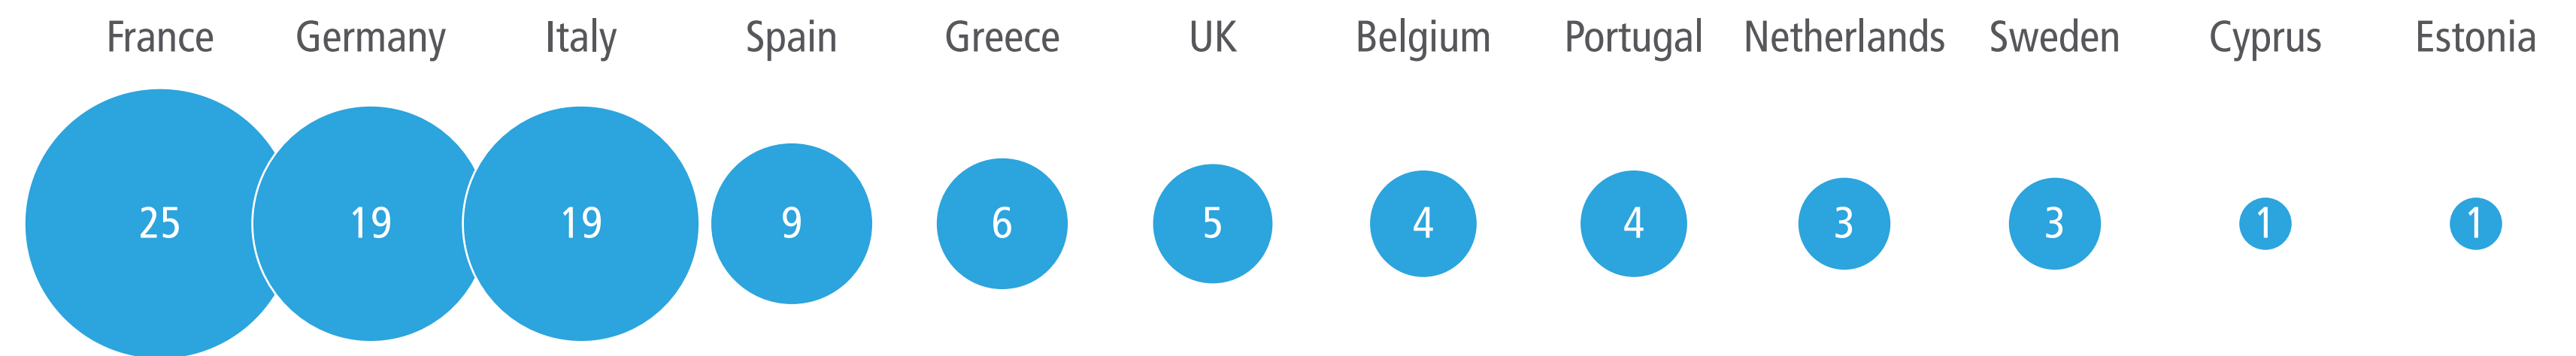 France Germany Italy Spain Greece UK Belgium Portugal Netherlands Sweden Cyprus Estonia
25 19 19 9 6 5 4 4 3 3 1 1